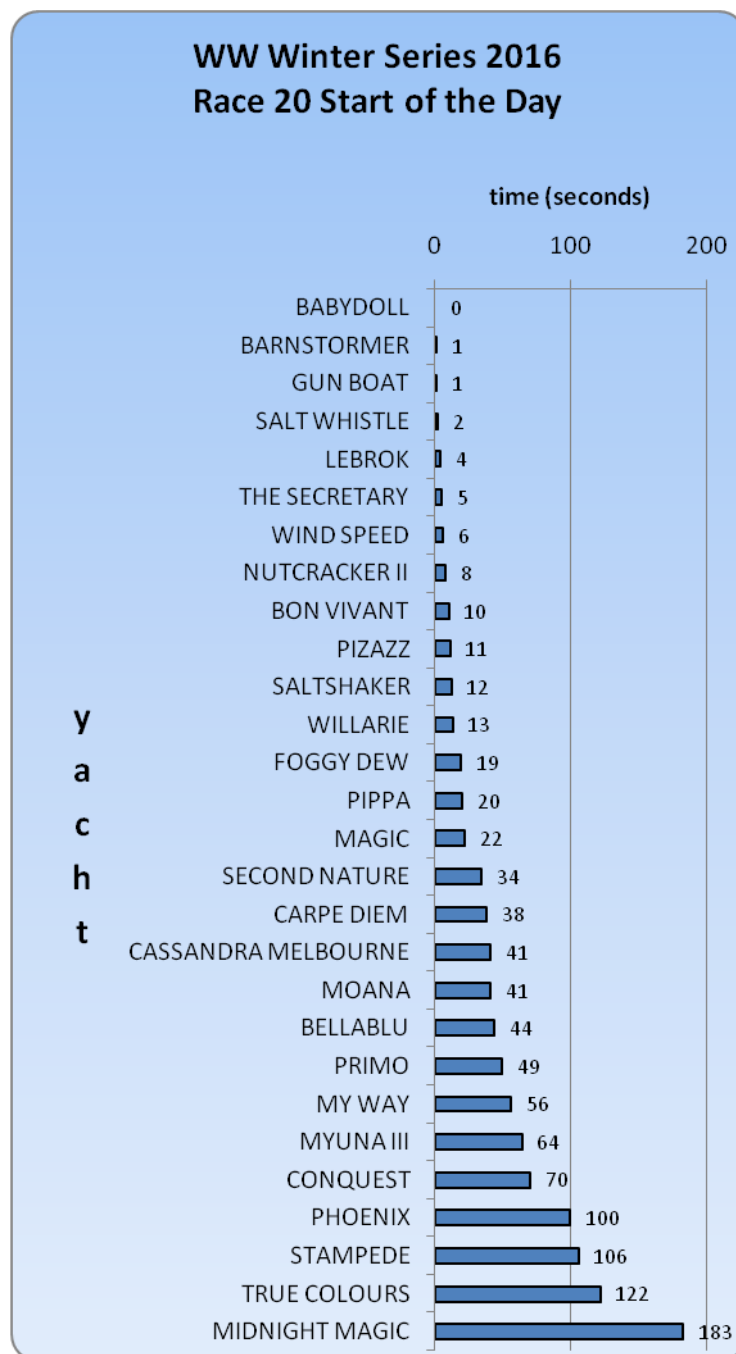 WW Winter Series 2016
Race 20 Start of the Day
time (seconds)
0 100 200
BABYDOLL 0
BARNSTORMER 1
GUN BOAT 1
SALT WHISTLE 2
LEBROK 4
THE SECRETARY 5
WIND SPEED 6
NUTCRACKER II 8
BON VIVANT 10
PIZAZZ 11
SALTSHAKER 12
WILLARIE 13
FOGGY DEW 19
PIPPA 20
MAGIC 22
SECOND NATURE 34
CARPE DIEM 38
CASSANDRA MELBOURNE 41
MOANA 41
BELLABLU 44
PRIMO 49
MY WAY 56
MYUNA III 64
CONQUEST 70
PHOENIX 100
STAMPEDE 106
TRUE COLOURS 122
MIDNIGHT MAGIC 183
yacht